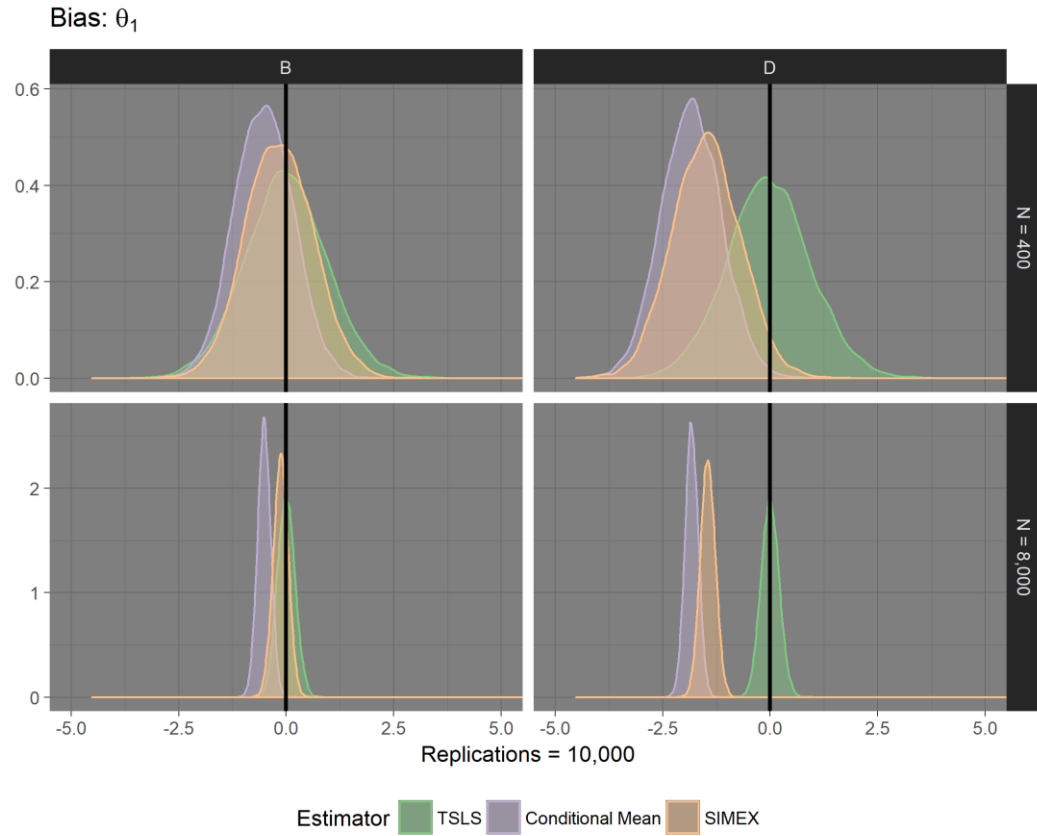 Bias: θ₁
B
D
0.6
0.4
0.2
0.0
N = 400
2
1
0
N = 8,000
-5.0 -2.5 0.0 2.5 5.0 -5.0 -2.5 0.0 2.5 5.0
Replications = 10,000
Estimator TSLS Conditional Mean SIMEX